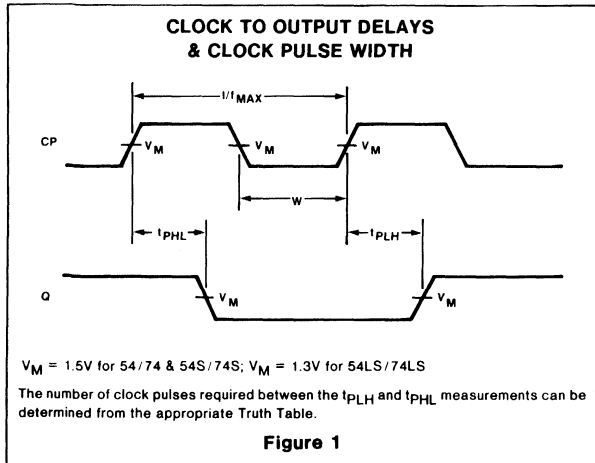 CLOCK TO OUTPUT DELAYS
& CLOCK PULSE WIDTH
I/fMAX
CP
VM
VM
VM
W
tPHL
tPLH
Q
VM
VM
VM = 1.5V for 54/74 & 54S/74S; VM = 1.3V for 54LS/74LS
The number of clock pulses required between the tPLH and tPHL measurements can be
determined from the appropriate Truth Table.
Figure 1